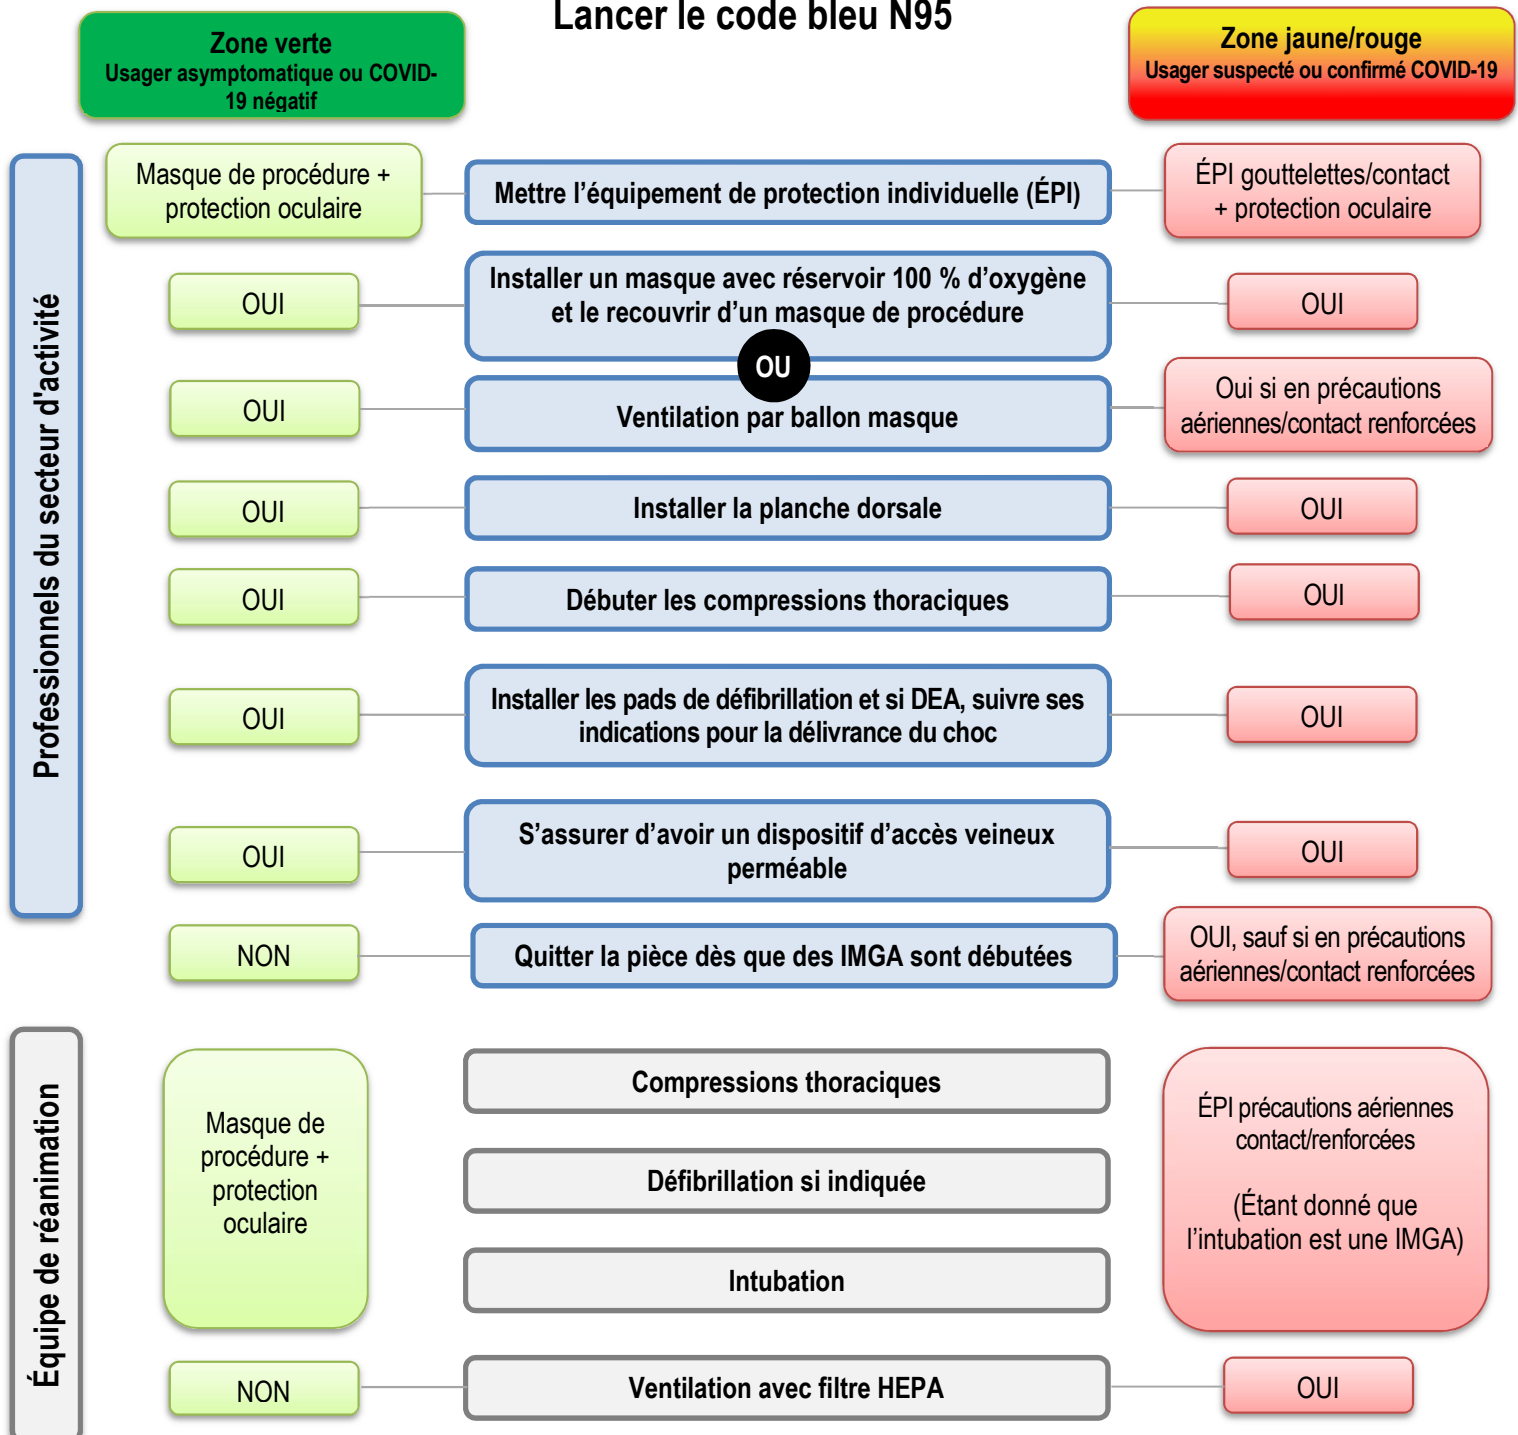 Lancer le code bleu N95
Zone verte
Usager asymptomatique ou COVID-
19 négatif
Zone jaune/rouge
Usager suspecté ou confirmé COVID-19
Professionnels du secteur d'activité
Masque de procédure +
protection oculaire
Mettre l’équipement de protection individuelle (ÉPI)
ÉPI gouttelettes/contact
+ protection oculaire
OUI
Installer un masque avec réservoir 100 % d’oxygène
et le recouvrir d’un masque de procédure
OUI
OU
OUI
Ventilation par ballon masque
Oui si en précautions
aériennes/contact renforcées
OUI
Installer la planche dorsale
OUI
OUI
Débuter les compressions thoraciques
OUI
OUI
Installer les pads de défibrillation et si DEA, suivre ses
indications pour la délivrance du choc
OUI
OUI
S’assurer d’avoir un dispositif d’accès veineux
perméable
OUI
NON
Quitter la pièce dès que des IMGA sont débutées
OUI, sauf si en précautions
aériennes/contact renforcées
Équipe de réanimation
Masque de
procédure +
protection
oculaire
Compressions thoraciques
Défibrillation si indiquée
Intubation
ÉPI précautions aériennes
contact/renforcées
(Étant donné que
l’intubation est une IMGA)
NON
Ventilation avec filtre HEPA
OUI